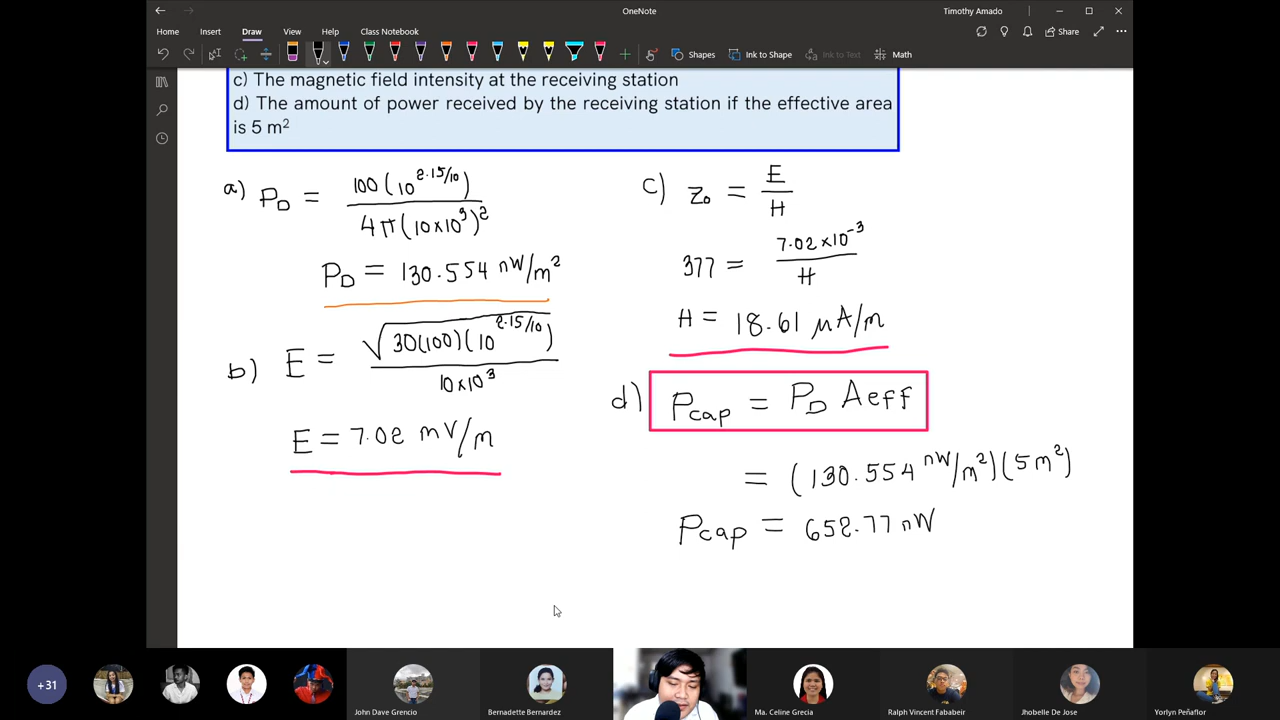 OneNote
Timothy Amado
Home Insert Draw View Help Class Notebook
Share
Shapes Ink to Shape Ink to Text Math
c) The magnetic field intensity at the receiving station
d) The amount of power received by the receiving station if the effective area
is 5 m²
a) P_D = 100(10^(2.15/10)) / 4π(10x10³)²
P_D = 130.554 nW/m²
b) E = √(30(100)(10^(2.15/10))) / 10x10³
E = 7.02 mV/m
c) Z₀ = E / H
377 = 7.02x10⁻³ / H
H = 18.61 μA/m
d) Pcap = P_D Aeff
= (130.554 nW/m²)(5m²)
Pcap = 652.77 nW
+31
John Dave Grencio
Bernadette Bernardez
Ma. Celine Grecia
Ralph Vincent Fababeir
Jhobelle De Jose
Yorlyn Peñaflor